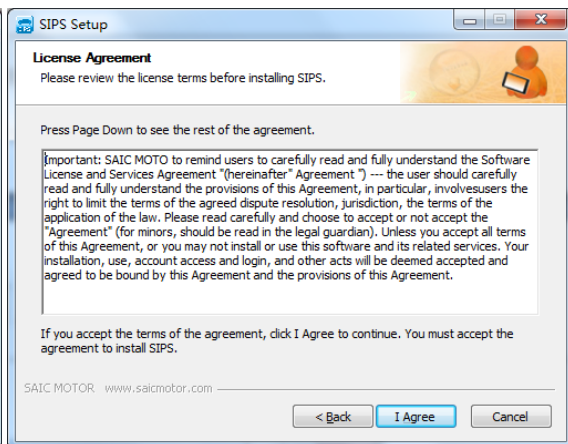 SIPS Setup
License Agreement
Please review the license terms before installing SIPS.
Press Page Down to see the rest of the agreement.
Important: SAIC MOTO to remind users to carefully read and fully understand the Software
License and Services Agreement "(hereinafter" Agreement ") --- the user should carefully
read and fully understand the provisions of this Agreement, in particular, involvesusers the
right to limit the terms of the agreed dispute resolution, jurisdiction, the terms of the
application of the law. Please read carefully and choose to accept or not accept the
"Agreement" (for minors, should be read in the legal guardian). Unless you accept all terms
of this Agreement, or you may not install or use this software and its related services. Your
installation, use, account access and login, and other acts will be deemed accepted and
agreed to be bound by this Agreement and the provisions of this Agreement.
If you accept the terms of the agreement, click I Agree to continue. You must accept the
agreement to install SIPS.
SAIC MOTOR www.saicmotor.com
< Back I Agree Cancel